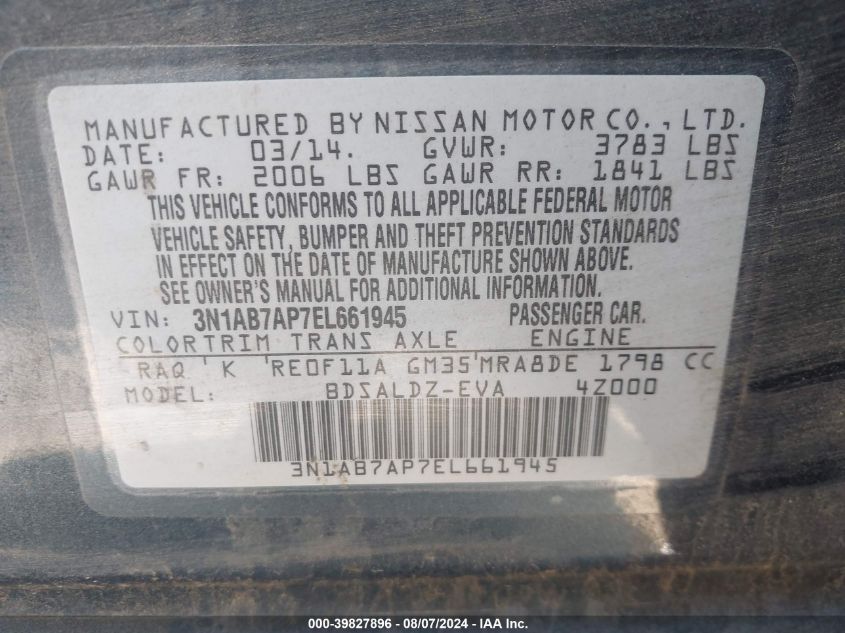 MANUFACTURED BY NISSAN MOTOR CO., LTD.
DATE: 03/14. GVWR: 3783 LBS
GAWR FR: 2006 LBS GAWR RR: 1841 LBS
THIS VEHICLE CONFORMS TO ALL APPLICABLE FEDERAL MOTOR
VEHICLE SAFETY, BUMPER AND THEFT PREVENTION STANDARDS
IN EFFECT ON THE DATE OF MANUFACTURE SHOWN ABOVE.
SEE OWNER'S MANUAL FOR ADDITIONAL INFORMATION.
VIN: 3N1AB7AP7EL661945 PASSENGER CAR.
COLORTRIM TRANS AXLE ENGINE
RAQ ' K 'RE0F11A GM35'MRA8DE 1798 CC
MODEL: BDSALDZ-EVA 4Z000
3N1AB7AP7EL661945
000-39827896 - 08/07/2024 - IAA Inc.